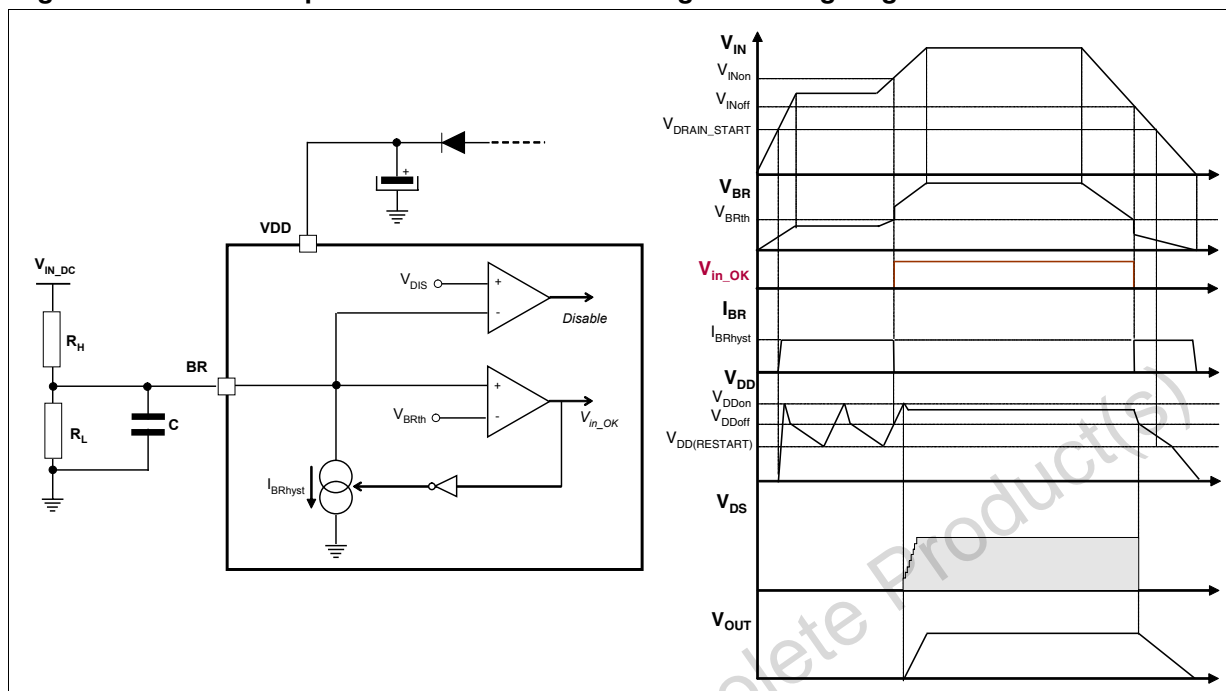 VDD
V_IN_DC
R_H
R_L
C
BR
V_DIS
+
-
Disable
V_BRth
+
-
V_in_OK
I_BRhyst
+
V_IN
V_INon
V_INoff
V_DRAIN_START
V_BR
V_BRth
V_in_OK
I_BR
I_BRhyst
V_DD
V_DDon
V_DDoff
V_DD(RESTART)
V_DS
V_OUT
olete Product(s)